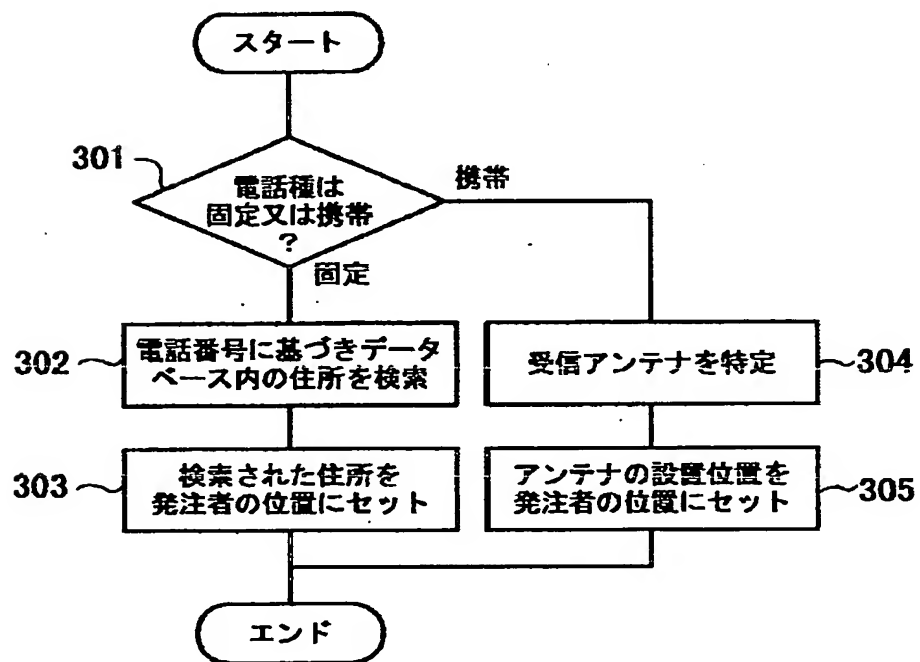 スタート
301
電話種は
固定又は携帯
?
携帯
固定
302
電話番号に基づきデータ
ベース内の住所を検索
受信アンテナを特定
304
303
検索された住所を
発注者の位置にセット
アンテナの設置位置を
発注者の位置にセット
305
エンド